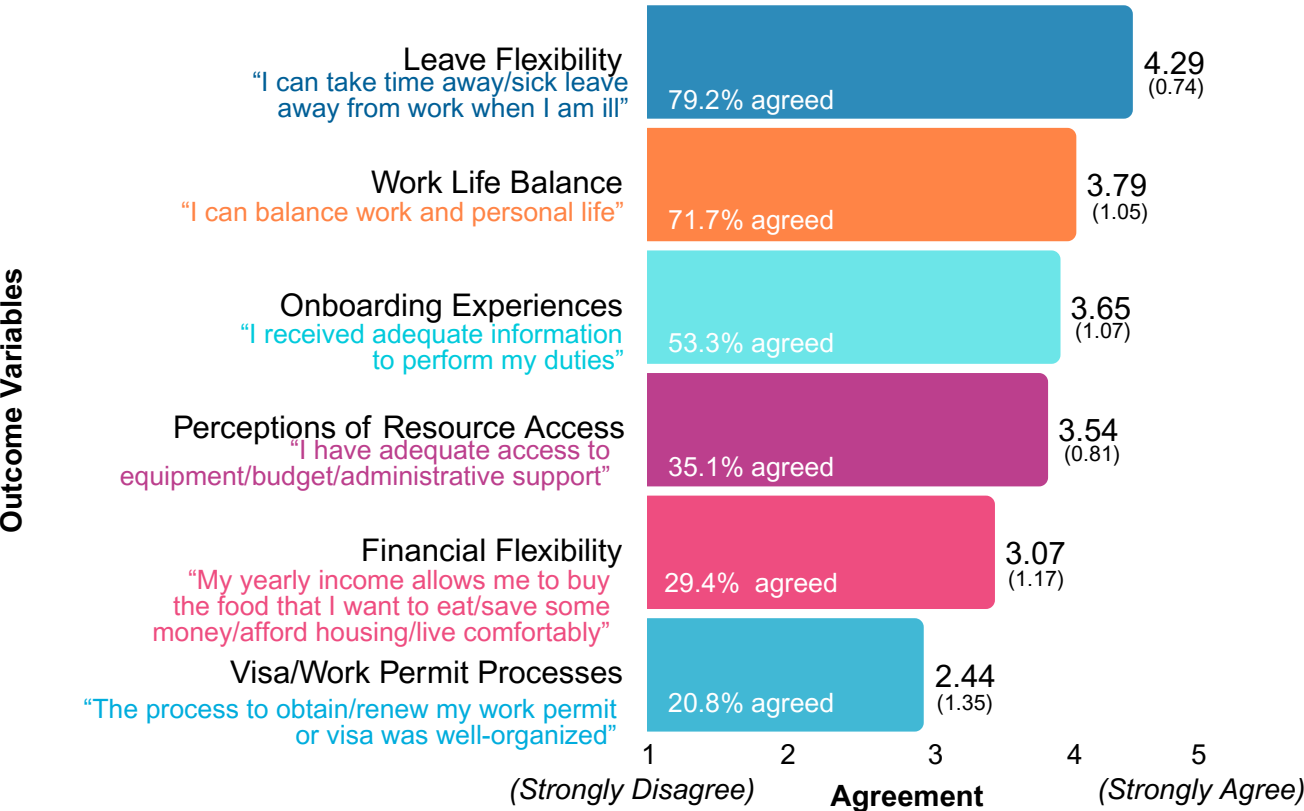 Outcome Variables
Leave Flexibility
“I can take time away/sick leave
away from work when I am ill”
79.2% agreed
4.29
(0.74)
Work Life Balance
“I can balance work and personal life”
71.7% agreed
3.79
(1.05)
Onboarding Experiences
“I received adequate information
to perform my duties”
53.3% agreed
3.65
(1.07)
Perceptions of Resource Access
“I have adequate access to
equipment/budget/administrative support”
35.1% agreed
3.54
(0.81)
Financial Flexibility
“My yearly income allows me to buy
the food that I want to eat/save some
money/afford housing/live comfortably”
29.4% agreed
3.07
(1.17)
Visa/Work Permit Processes
“The process to obtain/renew my work permit
or visa was well-organized”
20.8% agreed
2.44
(1.35)
1 2 3 4 5
(Strongly Disagree) Agreement (Strongly Agree)